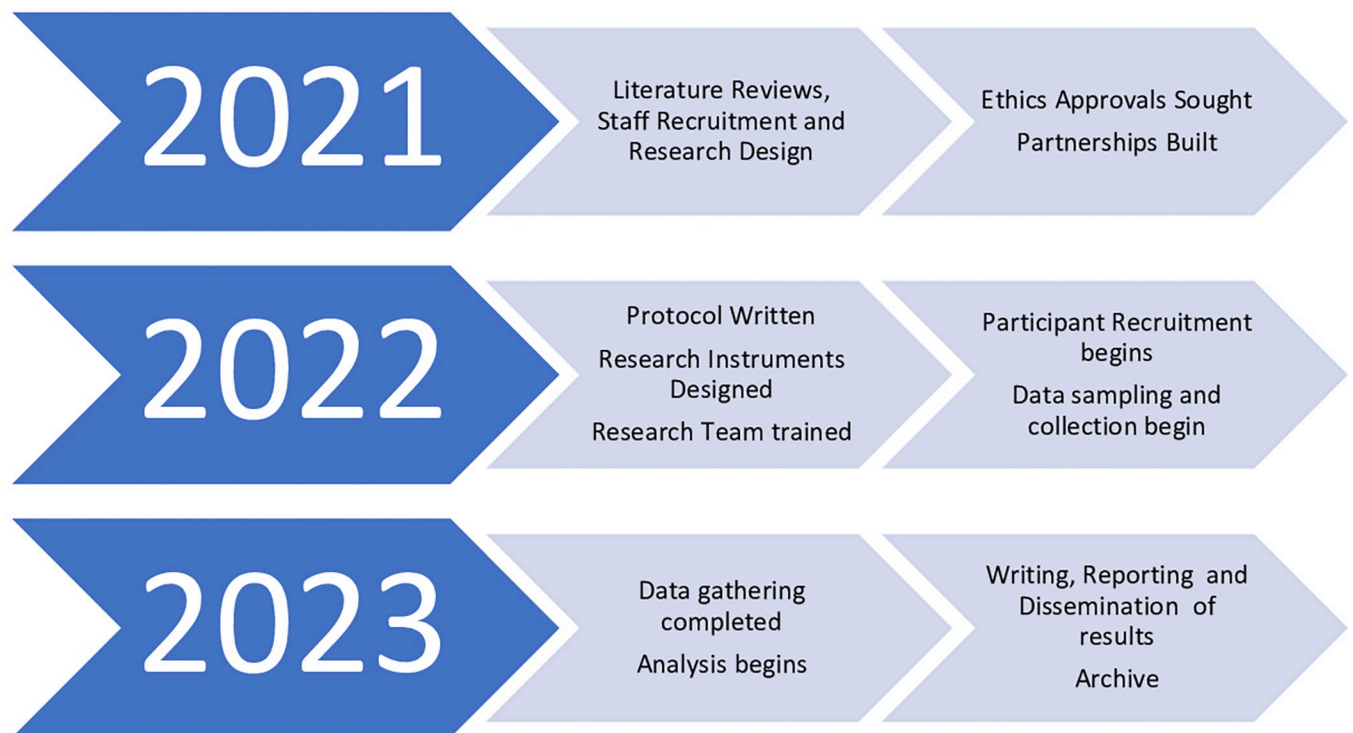 2021
Literature Reviews,
Staff Recruitment and
Research Design
Ethics Approvals Sought
Partnerships Built
2022
Protocol Written
Research Instruments
Designed
Research Team trained
Participant Recruitment
begins
Data sampling and
collection begin
2023
Data gathering
completed
Analysis begins
Writing, Reporting and
Dissemination of
results
Archive